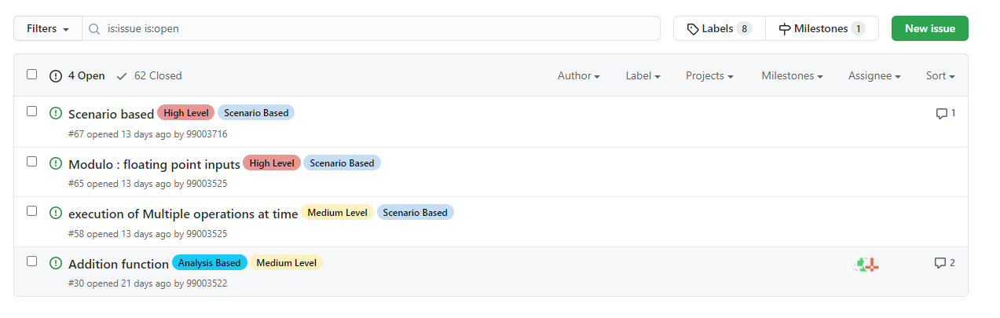 Filters is:issue is:open Labels 8 Milestones 1 New issue
4 Open 62 Closed Author Label Projects Milestones Assignee Sort
Scenario based High Level Scenario Based 1
#67 opened 13 days ago by 99003716
Modulo : floating point inputs High Level Scenario Based
#65 opened 13 days ago by 99003525
execution of Multiple operations at time Medium Level Scenario Based
#58 opened 13 days ago by 99003525
Addition function Analysis Based Medium Level 2
#30 opened 21 days ago by 99003522